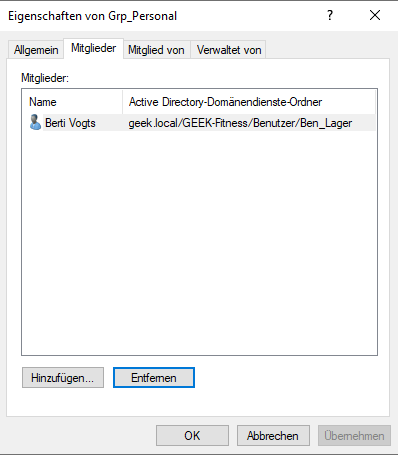 Eigenschaften von Grp_Personal
Allgemein Mitglieder Mitglied von Verwaltet von
Mitglieder:
Name Active Directory-Domänendienste-Ordner
Berti Vogts geek.local/GEEK-Fitness/Benutzer/Ben_Lager
Hinzufügen... Entfernen
OK Abbrechen Übernehmen